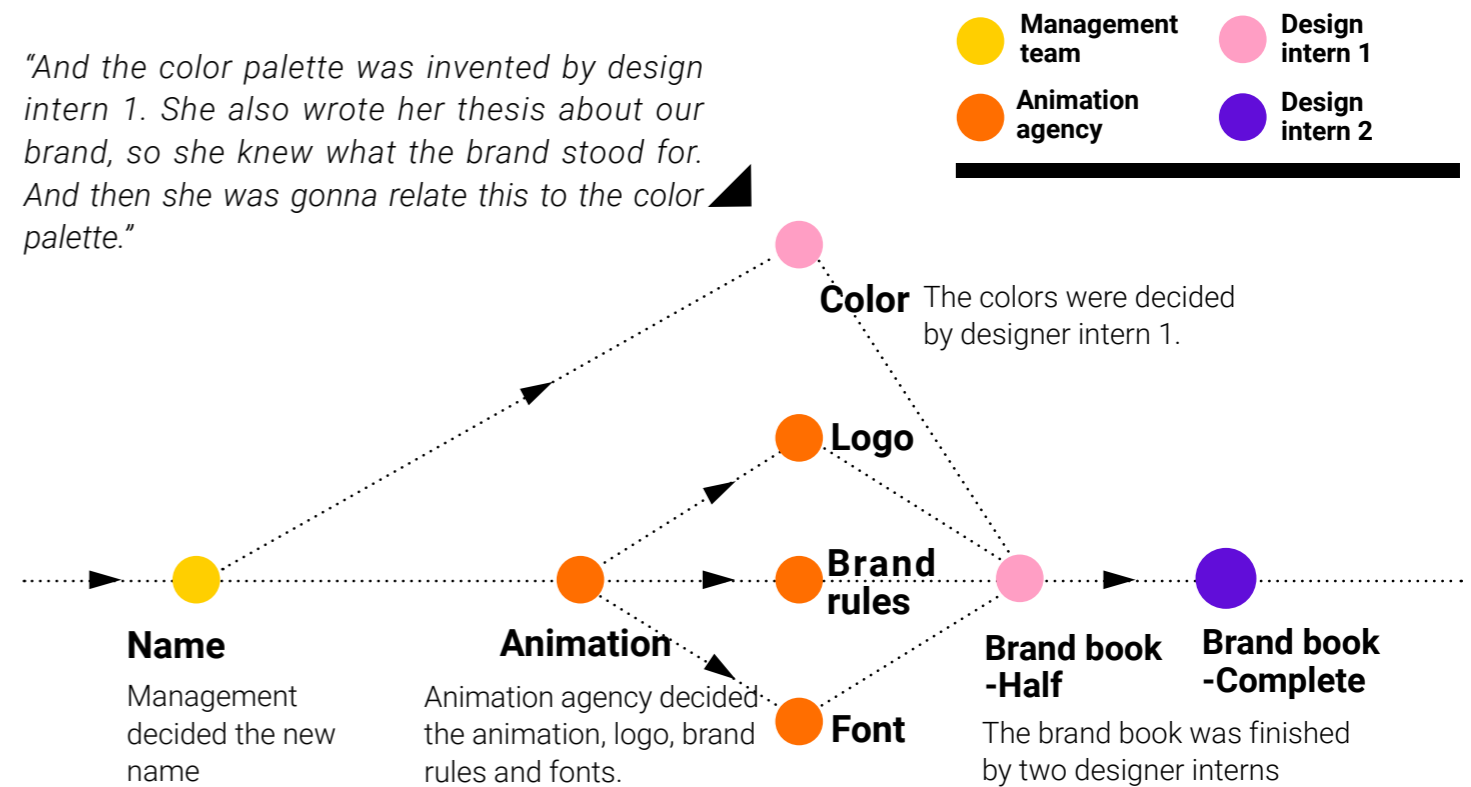 “And the color palette was invented by design
intern 1. She also wrote her thesis about our
brand, so she knew what the brand stood for.
And then she was gonna relate this to the color
palette.”
Management
team
Design
intern 1
Animation
agency
Design
intern 2
Color
The colors were decided
by designer intern 1.
Logo
Brand
rules
Name
Management
decided the new
name
Animation
Animation agency decided
the animation, logo, brand
rules and fonts.
Font
Brand book
-Half
Brand book
-Complete
The brand book was finished
by two designer interns